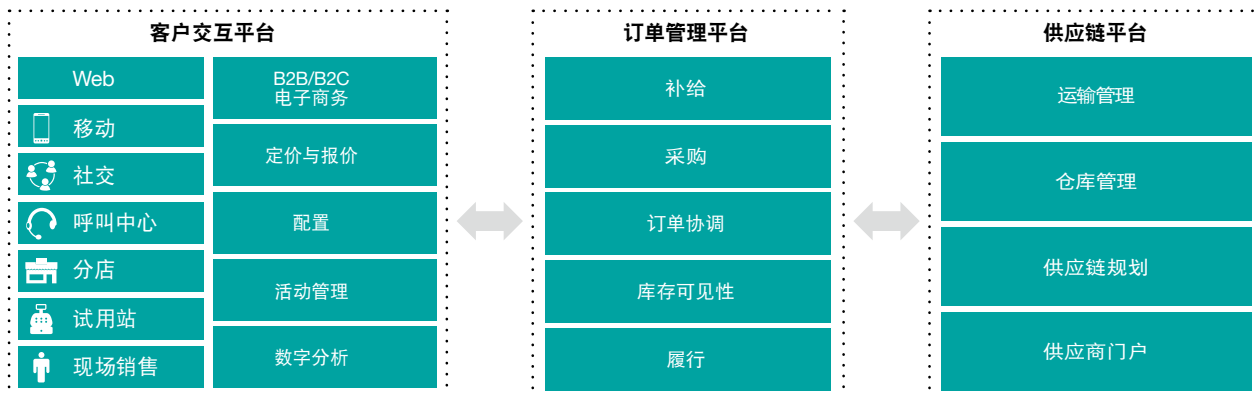 客户交互平台
Web
移动
社交
呼叫中心
分店
试用站
现场销售
B2B/B2C
电子商务
定价与报价
配置
活动管理
数字分析
订单管理平台
补给
采购
订单协调
库存可见性
履行
供应链平台
运输管理
仓库管理
供应链规划
供应商门户